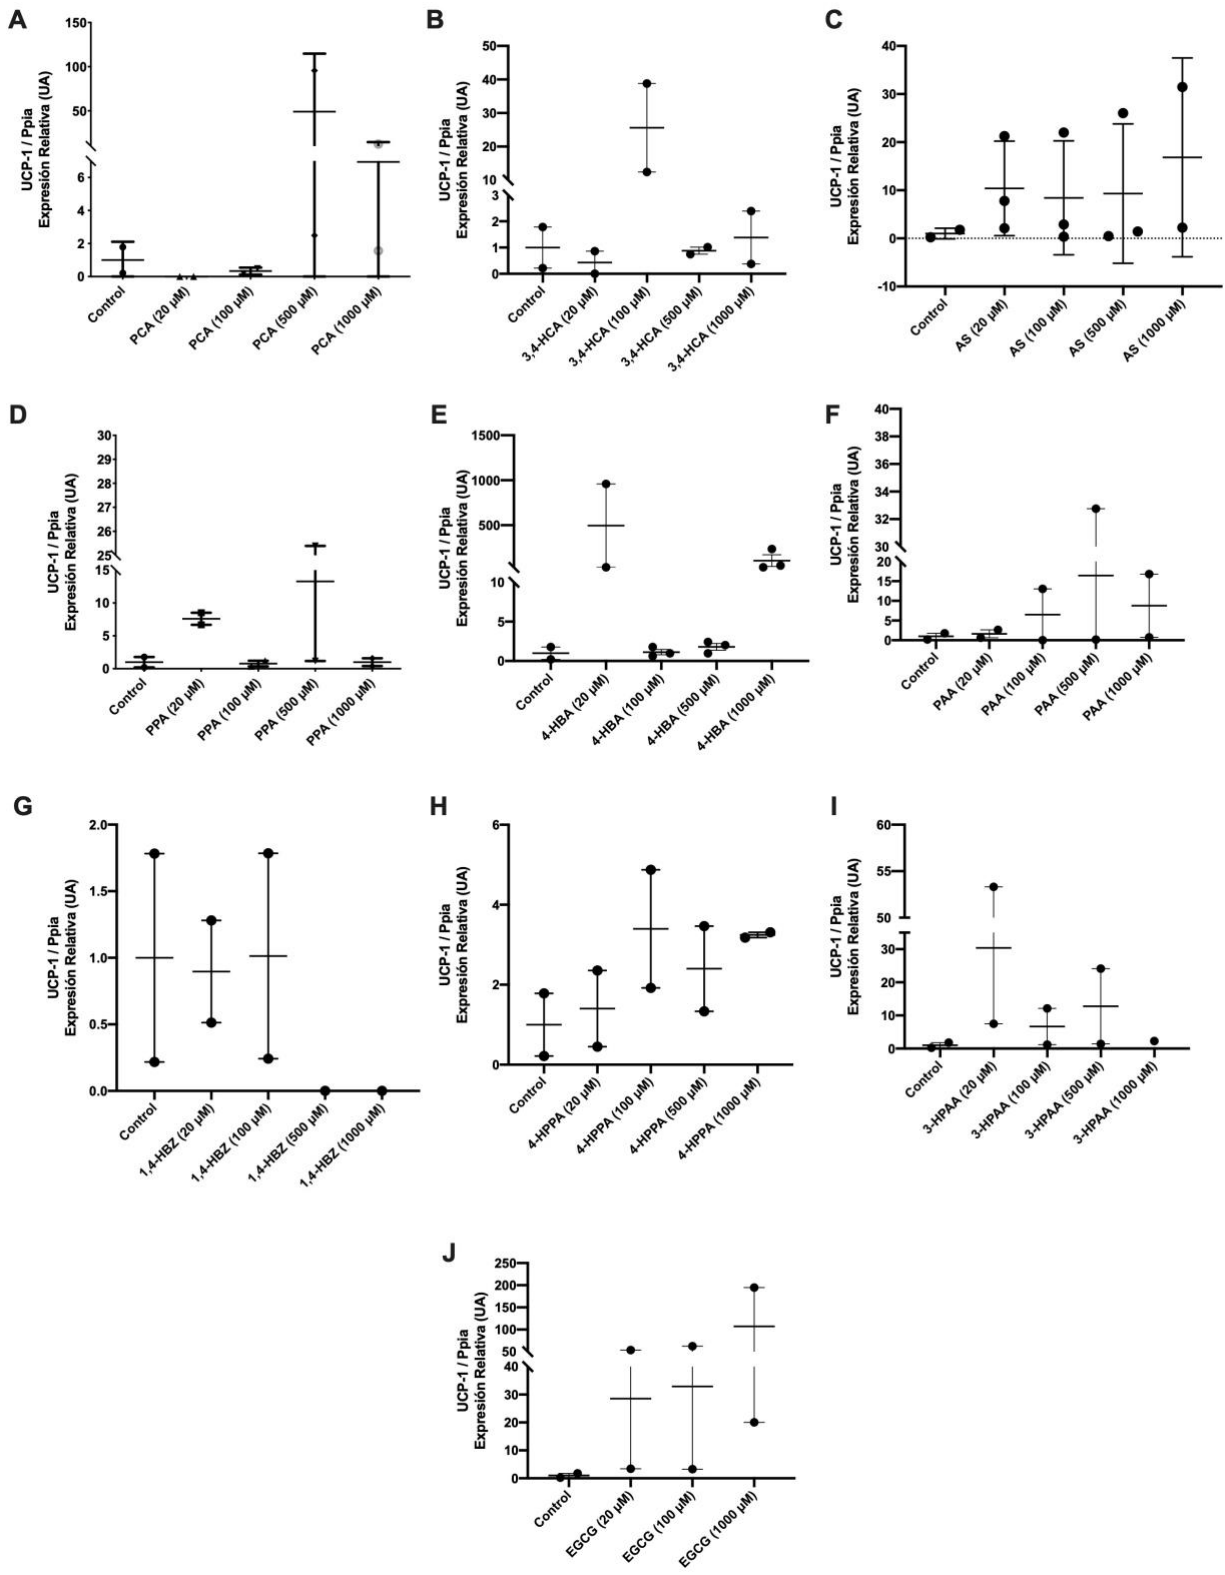 A
UCP-1 / Ppia
Expresión Relativa (UA)
150
100
50
6
4
2
0
Control
PCA (20 µM)
PCA (100 µM)
PCA (500 µM)
PCA (1000 µM)
B
UCP-1 / Ppia
Expresión Relativa (UA)
50
40
30
20
10
3
2
1
0
Control
3,4-HCA (20 µM)
3,4-HCA (100 µM)
3,4-HCA (500 µM)
3,4-HCA (1000 µM)
C
UCP-1 / Ppia
Expresión Relativa (UA)
40
30
20
10
0
-10
Control
AS (20 µM)
AS (100 µM)
AS (500 µM)
AS (1000 µM)
D
UCP-1 / Ppia
Expresión Relativa (UA)
30
29
28
27
26
25
15
10
5
0
Control
PPA (20 µM)
PPA (100 µM)
PPA (500 µM)
PPA (1000 µM)
E
UCP-1 / Ppia
Expresión Relativa (UA)
1500
1000
500
10
5
0
Control
4-HBA (20 µM)
4-HBA (100 µM)
4-HBA (500 µM)
4-HBA (1000 µM)
F
UCP-1 / Ppia
Expresión Relativa (UA)
40
38
36
34
32
30
20
15
10
5
0
Control
PAA (20 µM)
PAA (100 µM)
PAA (500 µM)
PAA (1000 µM)
G
UCP-1 / Ppia
Expresión Relativa (UA)
2.0
1.5
1.0
0.5
0.0
Control
1,4-HBZ (20 µM)
1,4-HBZ (100 µM)
1,4-HBZ (500 µM)
1,4-HBZ (1000 µM)
H
UCP-1 / Ppia
Expresión Relativa (UA)
6
4
2
0
Control
4-HPPA (20 µM)
4-HPPA (100 µM)
4-HPPA (500 µM)
4-HPPA (1000 µM)
I
UCP-1 / Ppia
Expresión Relativa (UA)
60
55
50
30
20
10
0
Control
3-HPAA (20 µM)
3-HPAA (100 µM)
3-HPAA (500 µM)
3-HPAA (1000 µM)
J
UCP-1 / Ppia
Expresión Relativa (UA)
250
200
150
100
50
40
30
20
10
0
Control
EGCG (20 µM)
EGCG (100 µM)
EGCG (1000 µM)